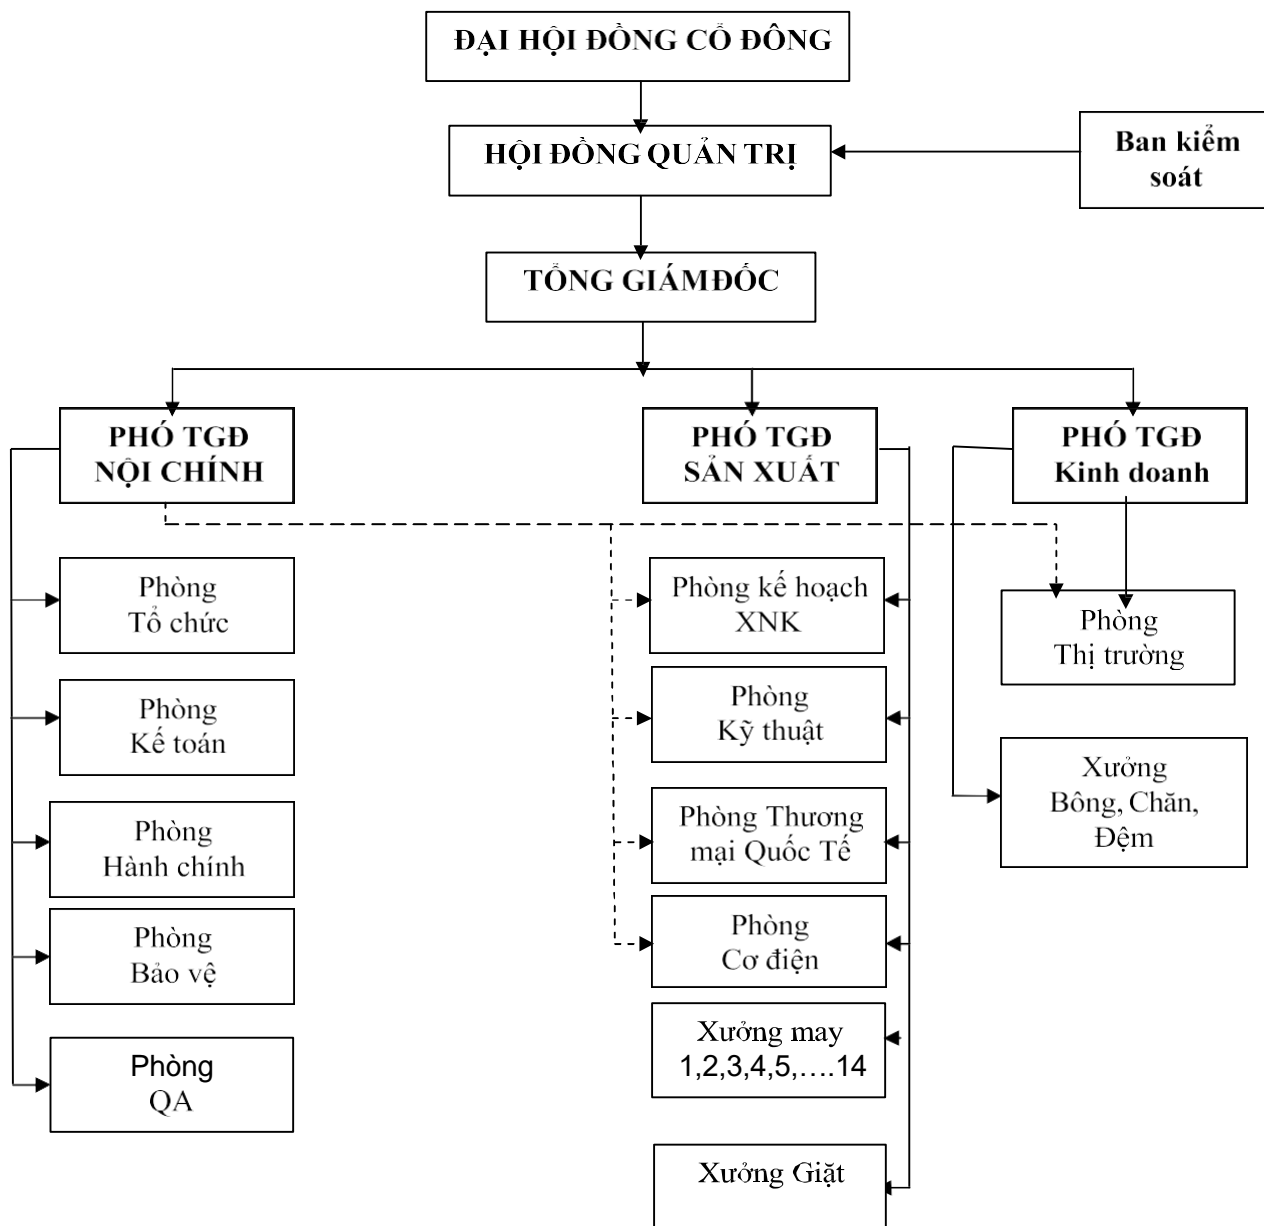 ĐẠI HỘI ĐỒNG CỔ ĐÔNG
HỘI ĐỒNG QUẢN TRỊ
Ban kiểm
soát
TỔNG GIÁMĐỐC
PHÓ TGĐ
NỘI CHÍNH
PHÓ TGĐ
SẢN XUẤT
PHÓ TGĐ
Kinh doanh
Phòng
Tổ chức
Phòng
Kế toán
Phòng
Hành chính
Phòng
Bảo vệ
Phòng
QA
Phòng kế hoạch
XNK
Phòng
Kỹ thuật
Phòng Thương
mại Quốc Tế
Phòng
Cơ điện
Xưởng may
1,2,3,4,5,….14
Xưởng Giặt
Phòng
Thị trường
Xưởng
Bông, Chăn,
Đệm